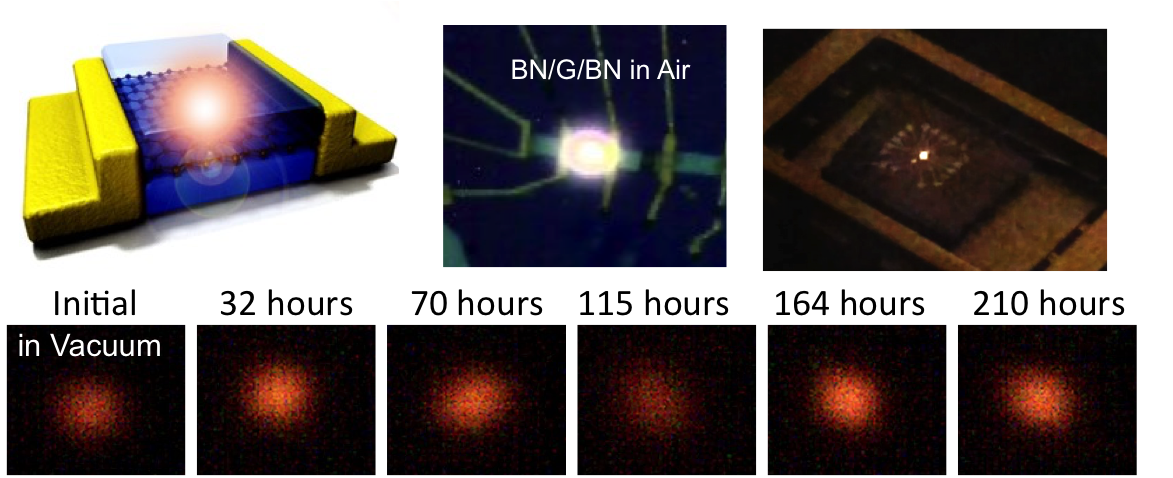 BN/G/BN in Air
Initial
32 hours
70 hours
115 hours
164 hours
210 hours
in Vacuum